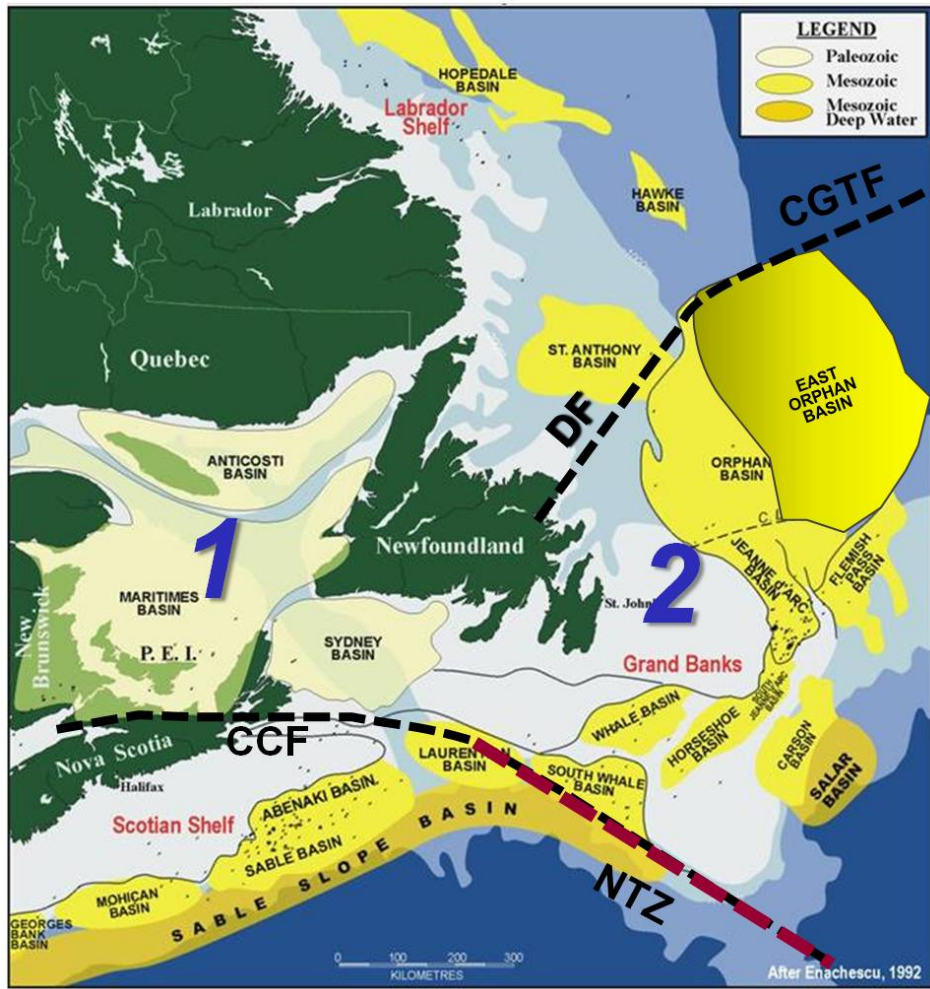 LEGEND
Paleozoic
Mesozoic
Mesozoic
Deep Water
HOPEDALE
BASIN
Labrador
Shelf
HAWKE
BASIN
CGTF
Labrador
Quebec
ST. ANTHONY
BASIN
DF
EAST
ORPHAN
BASIN
ANTICOSTI
BASIN
ORPHAN
BASIN
1
Newfoundland
2
JEANNE d'ARC
BASIN
FLEMISH
PASS
BASIN
MARITIMES
BASIN
New
Brunswick
P. E. I.
SYDNEY
BASIN
St. John
Grand Banks
SOUTH
JEANNE d'ARC
BASIN
WHALE BASIN
HORSESHOE
BASIN
CARSON
BASIN
SALAR
BASIN
CCF
Nova Scotia
Halifax
LAURENTIAN
BASIN
SOUTH WHALE
BASIN
Scotian Shelf
ABENAKI BASIN
SABLE BASIN
SABLE SLOPE BASIN
MOHICAN
BASIN
GEORGES
BANK
BASIN
NTZ
0 100 200 300
KILOMETRES
After Enachescu, 1992